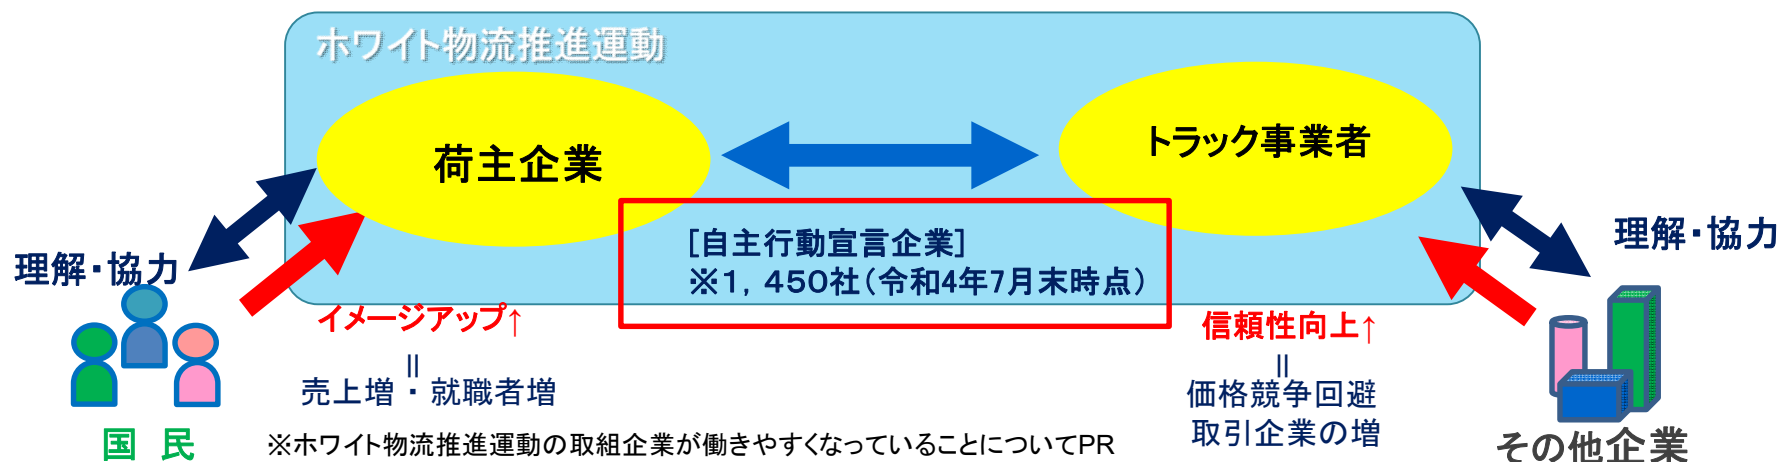 ホワイト物流推進運動
荷主企業
トラック事業者
[自主行動宣言企業]
※1，450社（令和4年7月末時点）
理解・協力
理解・協力
イメージアップ↑
||
売上増・就職者増
信頼性向上↑
||
価格競争回避
取引企業の増
国　民
その他企業
※ホワイト物流推進運動の取組企業が働きやすくなっていることについてPR